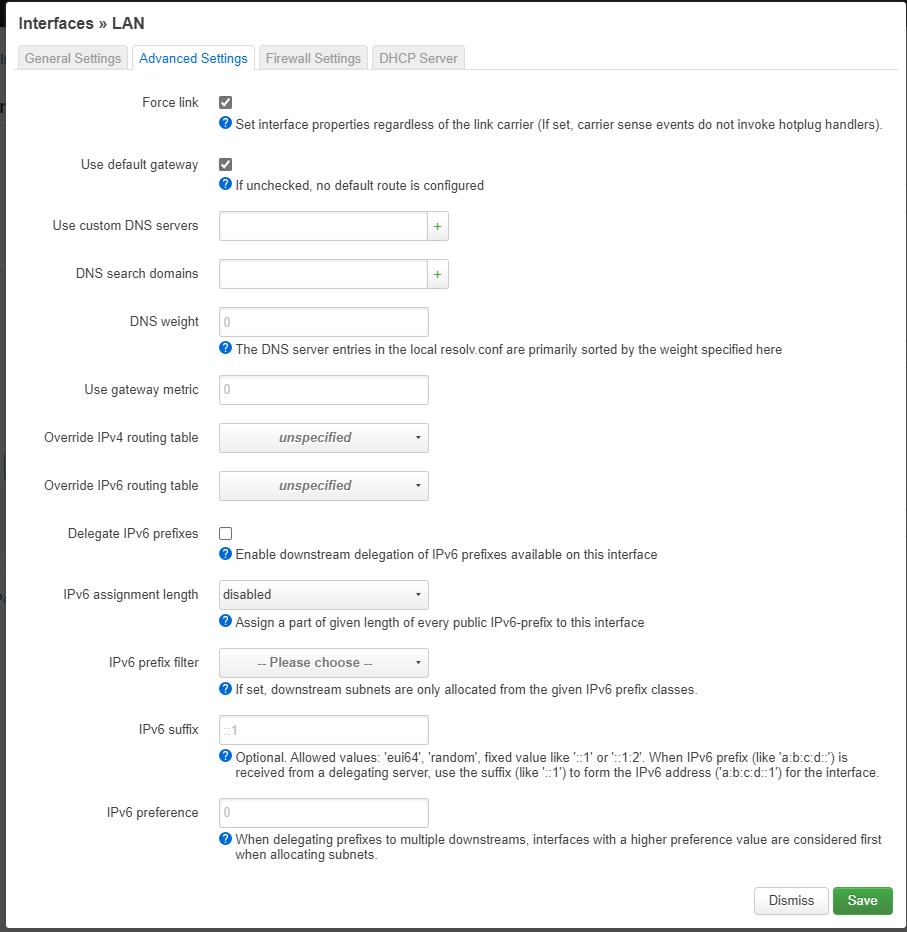 Interfaces » LAN
General Settings Advanced Settings Firewall Settings DHCP Server
Force link
Set interface properties regardless of the link carrier (If set, carrier sense events do not invoke hotplug handlers).
Use default gateway
If unchecked, no default route is configured
Use custom DNS servers +
DNS search domains +
DNS weight 0
The DNS server entries in the local resolv.conf are primarily sorted by the weight specified here
Use gateway metric 0
Override IPv4 routing table unspecified
Override IPv6 routing table unspecified
Delegate IPv6 prefixes
Enable downstream delegation of IPv6 prefixes available on this interface
IPv6 assignment length disabled
Assign a part of given length of every public IPv6-prefix to this interface
IPv6 prefix filter -- Please choose --
If set, downstream subnets are only allocated from the given IPv6 prefix classes.
IPv6 suffix ::1
Optional. Allowed values: 'eui64', 'random', fixed value like '::1' or '::1:2'. When IPv6 prefix (like 'a:b:c:d::') is
received from a delegating server, use the suffix (like '::1') to form the IPv6 address ('a:b:c:d::1') for the interface.
IPv6 preference 0
When delegating prefixes to multiple downstreams, interfaces with a higher preference value are considered first
when allocating subnets.
Dismiss Save